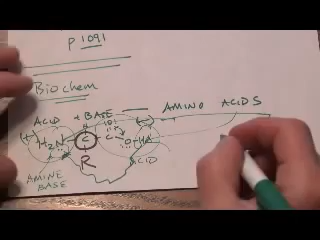 p 1091
Biochem
ACID + BASE — AMINO ACIDS
(+) (-)
H2N C C O-H
R
AMINE ACID
BASE